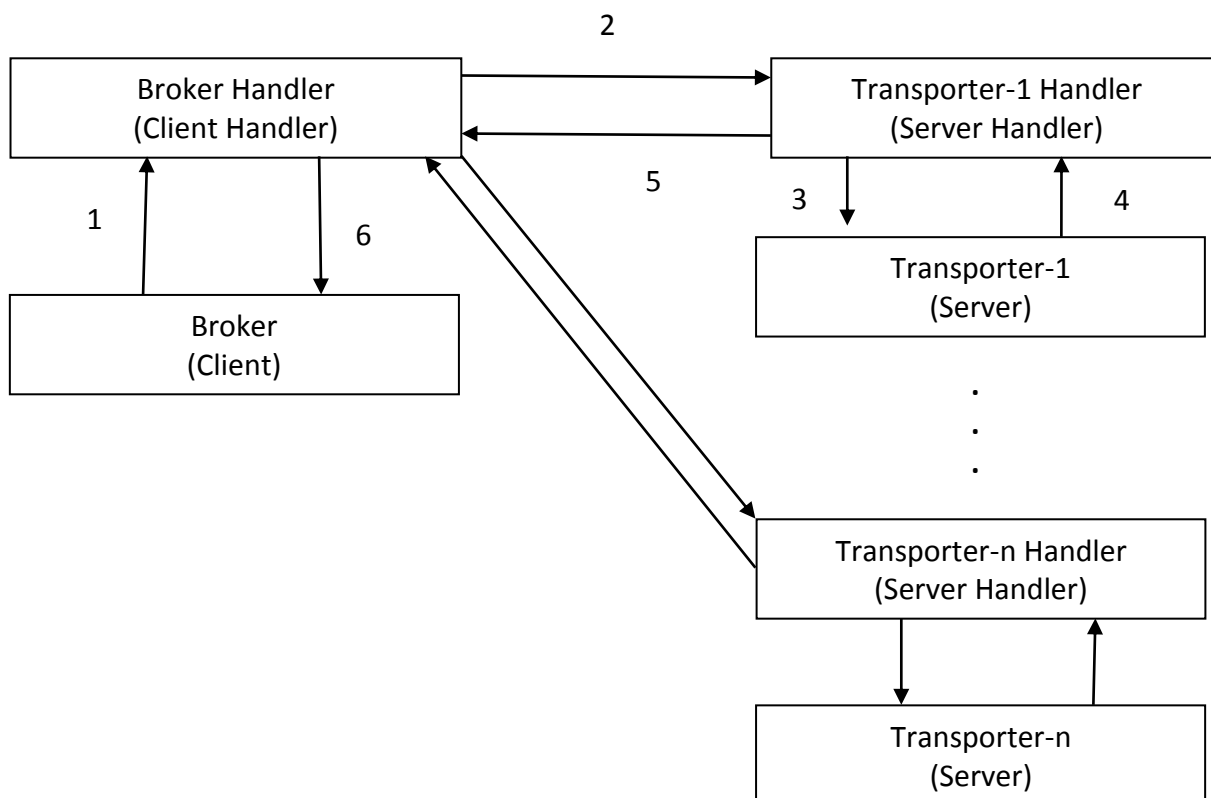 2
Broker Handler
(Client Handler)
Transporter-1 Handler
(Server Handler)
5
3
4
1
6
Transporter-1
(Server)
Broker
(Client)
.
.
.
Transporter-n Handler
(Server Handler)
Transporter-n
(Server)